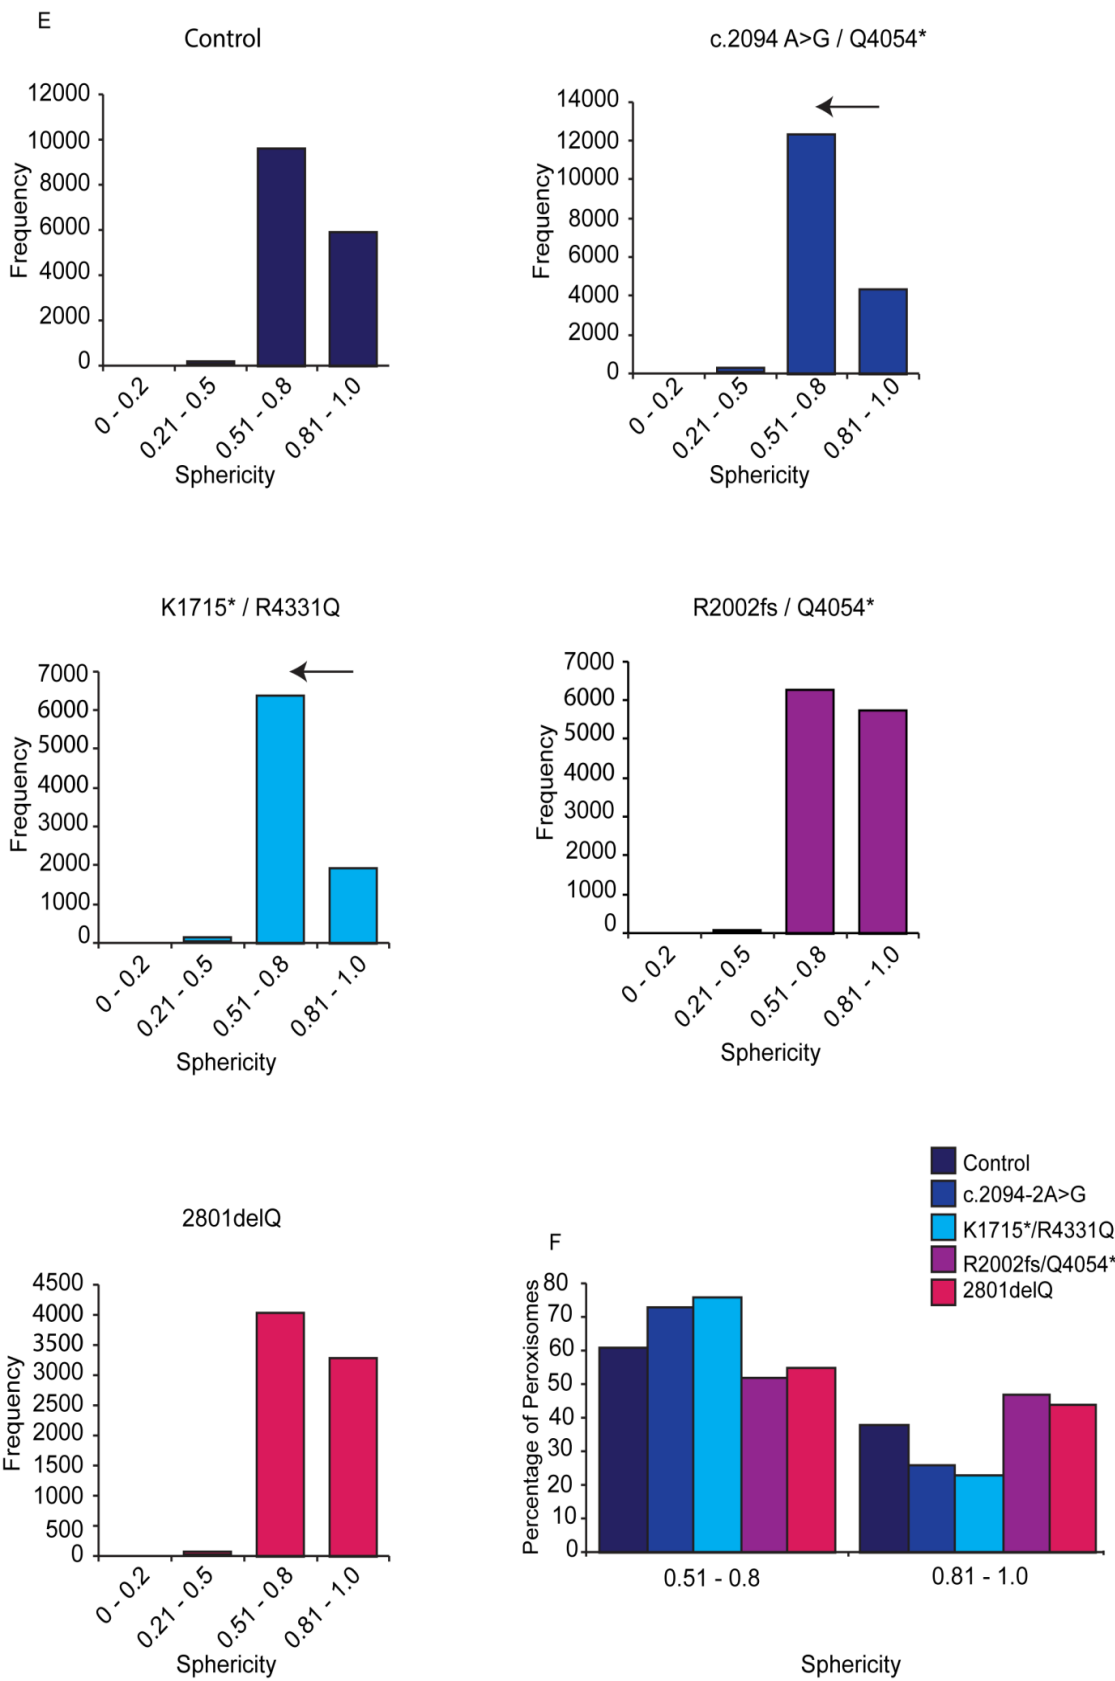 E
Control
12000
10000
8000
6000
4000
2000
0
Frequency
0 - 0.2
0.21 - 0.5
0.51 - 0.8
0.81 - 1.0
Sphericity
c.2094 A>G / Q4054*
14000
12000
10000
8000
6000
4000
2000
0
Frequency
0 - 0.2
0.21 - 0.5
0.51 - 0.8
0.81 - 1.0
Sphericity
K1715* / R4331Q
7000
6000
5000
4000
3000
2000
1000
0
Frequency
0 - 0.2
0.21 - 0.5
0.51 - 0.8
0.81 - 1.0
Sphericity
R2002fs / Q4054*
7000
6000
5000
4000
3000
2000
1000
0
Frequency
0 - 0.2
0.21 - 0.5
0.51 - 0.8
0.81 - 1.0
Sphericity
2801delQ
4500
4000
3500
3000
2500
2000
1500
1000
500
0
Frequency
0 - 0.2
0.21 - 0.5
0.51 - 0.8
0.81 - 1.0
Sphericity
F
Control
c.2094-2A>G
K1715*/R4331Q
R2002fs/Q4054*
2801delQ
80
70
60
50
40
30
20
10
0
Percentage of Peroxisomes
0.51 - 0.8
0.81 - 1.0
Sphericity